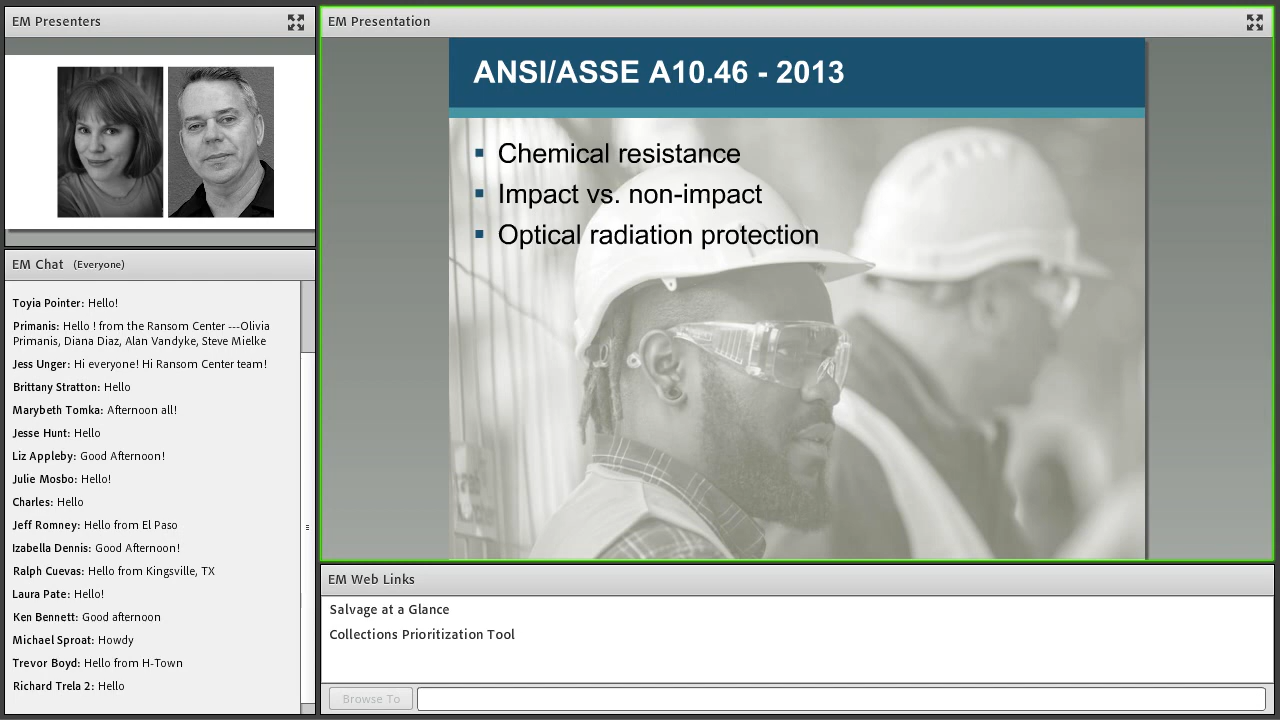 EM Presenters
EM Chat (Everyone)
Toyia Pointer: Hello!
Primanis: Hello ! from the Ransom Center ---Olivia
Primanis, Diana Diaz, Alan Vandyke, Steve Mielke
Jess Unger: Hi everyone! Hi Ransom Center team!
Brittany Stratton: Hello
Marybeth Tomka: Afternoon all!
Jesse Hunt: Hello
Liz Appleby: Good Afternoon!
Julie Mosbo: Hello!
Charles: Hello
Jeff Romney: Hello from El Paso
Izabella Dennis: Good Afternoon!
Ralph Cuevas: Hello from Kingsville, TX
Laura Pate: Hello!
Ken Bennett: Good afternoon
Michael Sproat: Howdy
Trevor Boyd: Hello from H-Town
Richard Trela 2: Hello
EM Presentation
ANSI/ASSE A10.46 - 2013
Chemical resistance
Impact vs. non-impact
Optical radiation protection
EM Web Links
Salvage at a Glance
Collections Prioritization Tool
Browse To